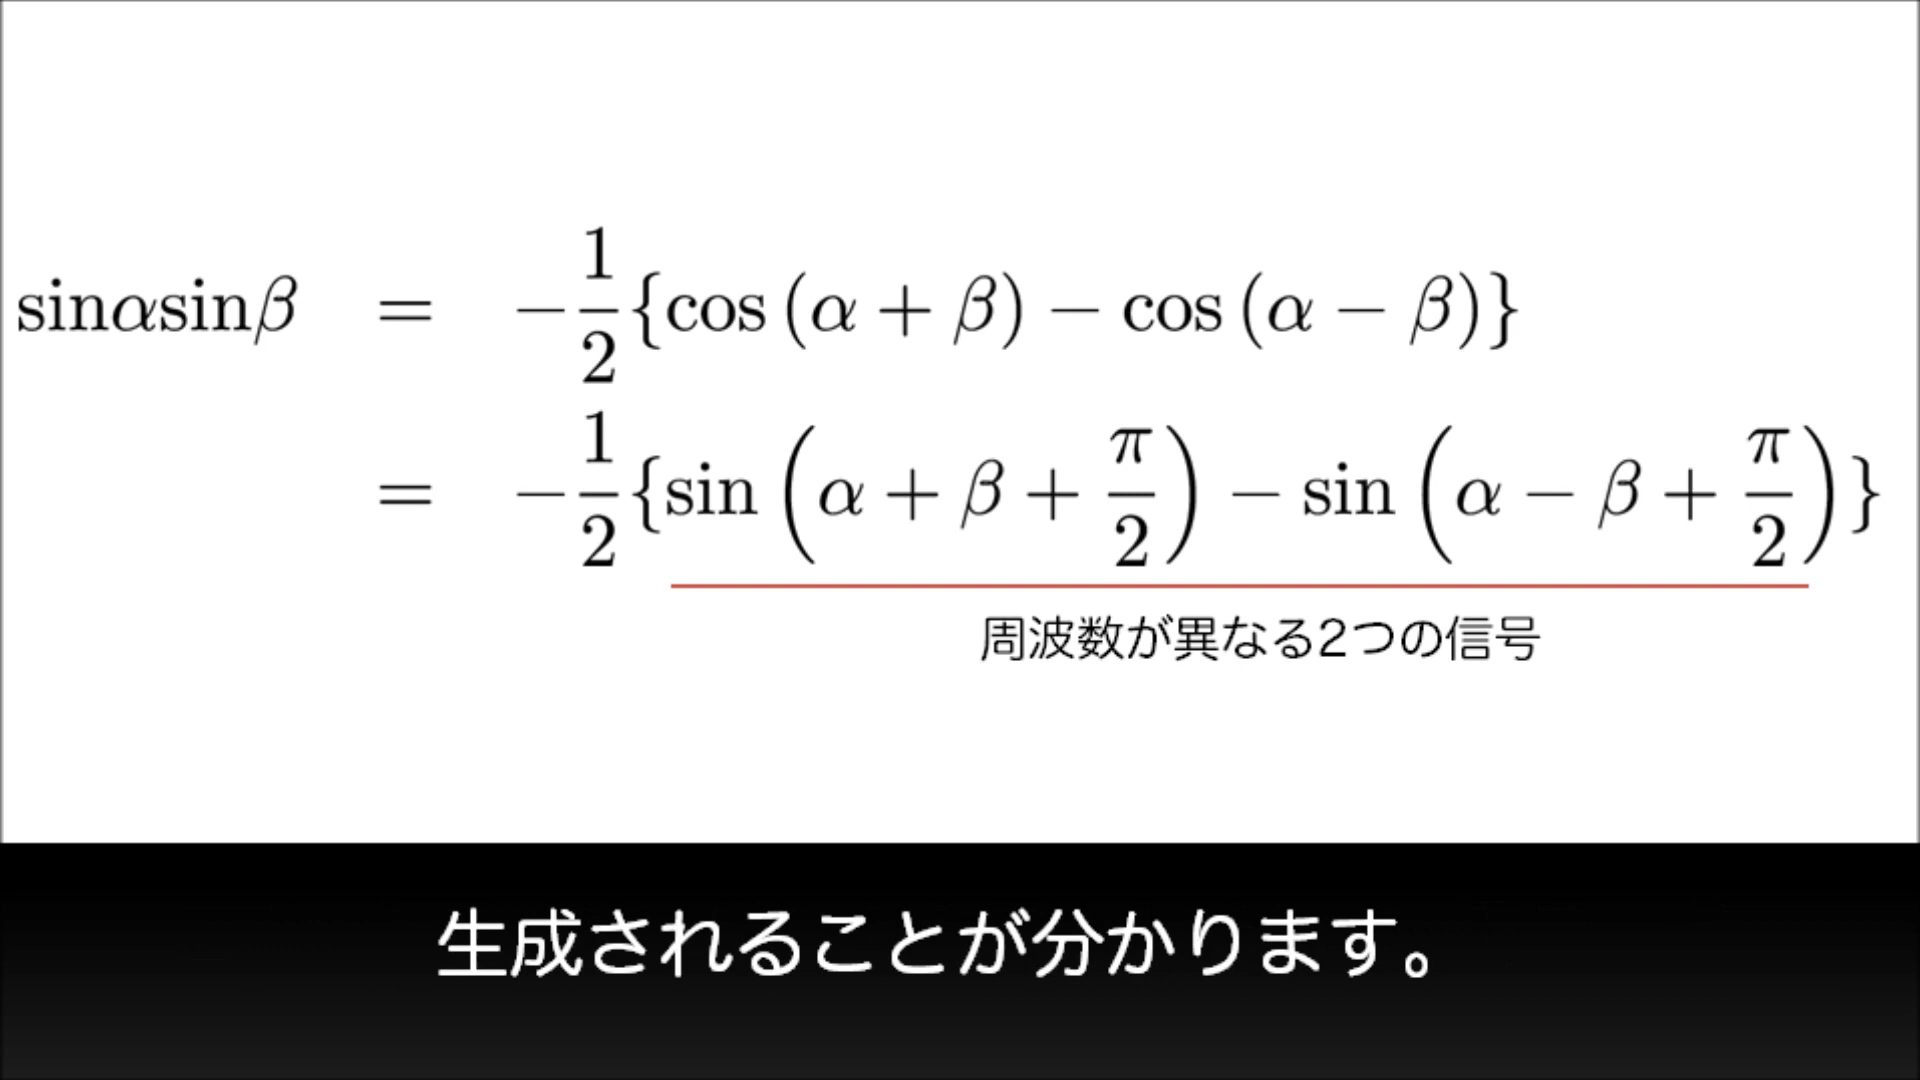 sinαsinβ = −1/2{cos(α + β) − cos(α − β)}
= −1/2{sin(α + β + π/2) − sin(α − β + π/2)}
周波数が異なる2つの信号
生成されることが分かります。